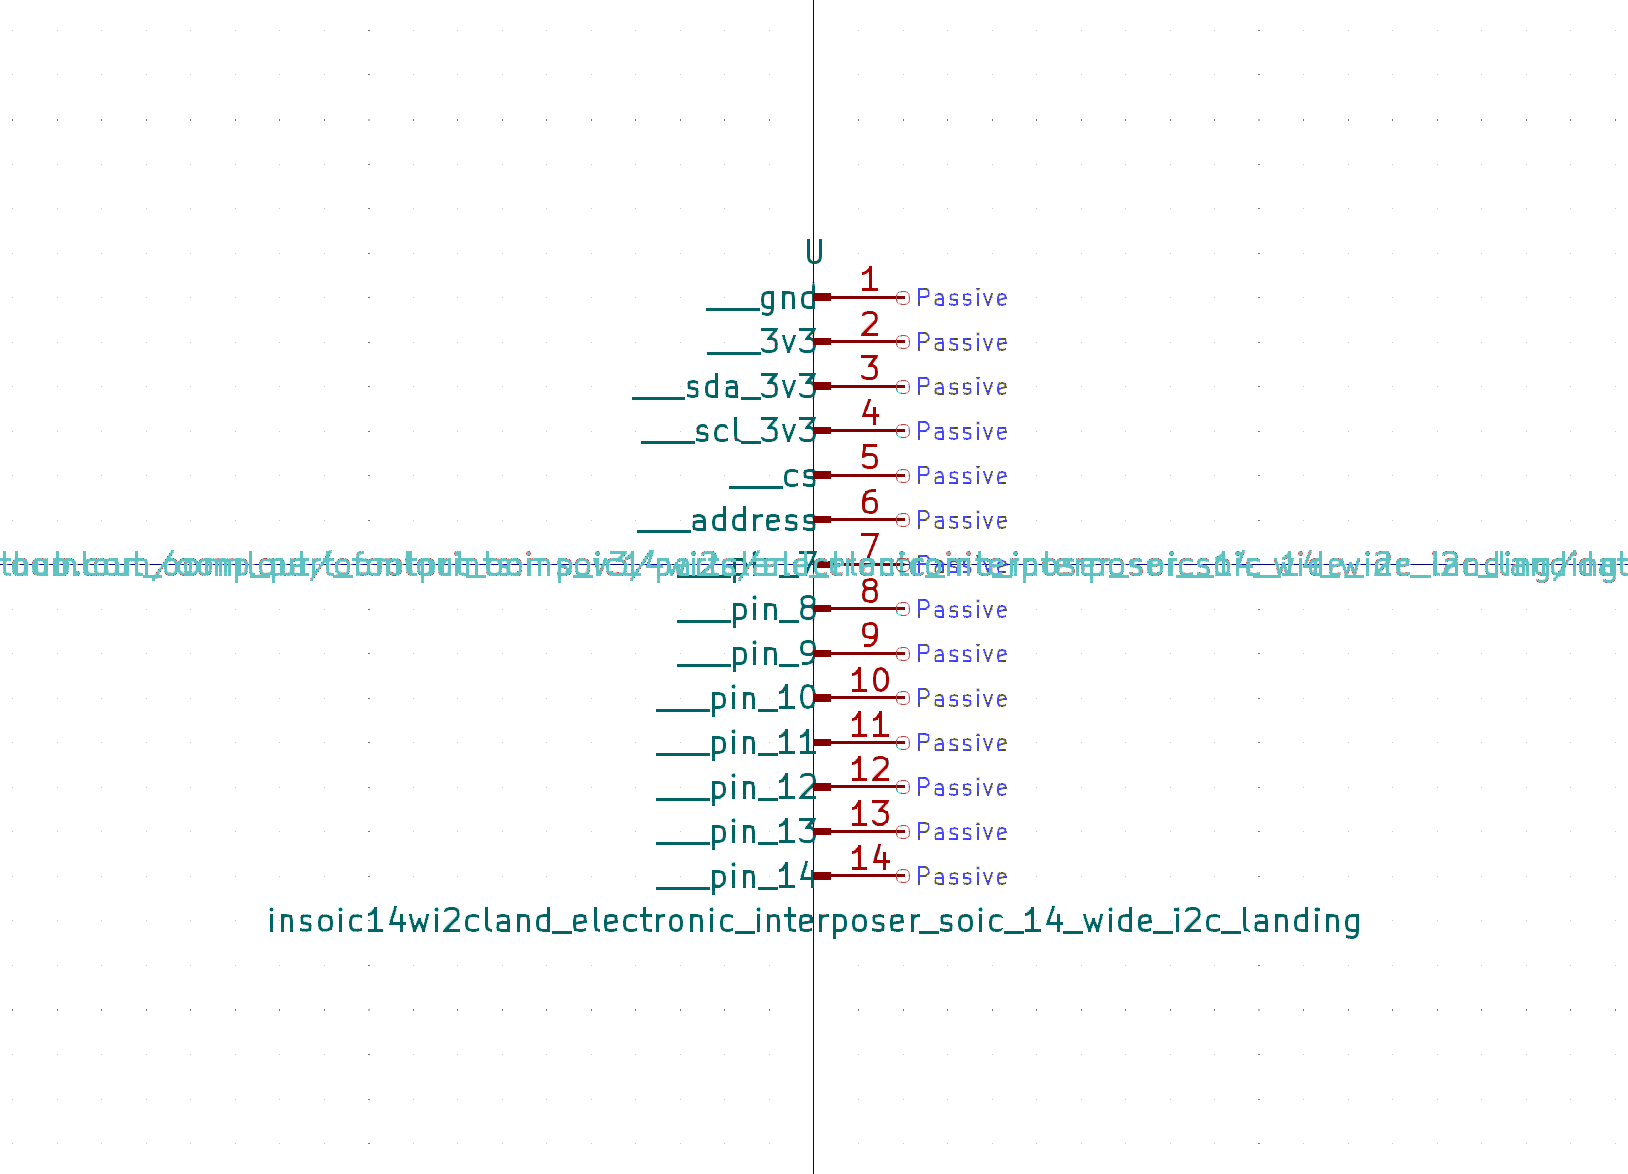 U
___gnd 1 Passive
___3v3 2 Passive
___sda_3v3 3 Passive
___scl_3v3 4 Passive
___cs 5 Passive
___address 6 Passive
7 Passive
___pin_8 8 Passive
___pin_9 9 Passive
___pin_10 10 Passive
___pin_11 11 Passive
___pin_12 12 Passive
___pin_13 13 Passive
___pin_14 14 Passive
insoic14wi2cland_electronic_interposer_soic_14_wide_i2c_landing